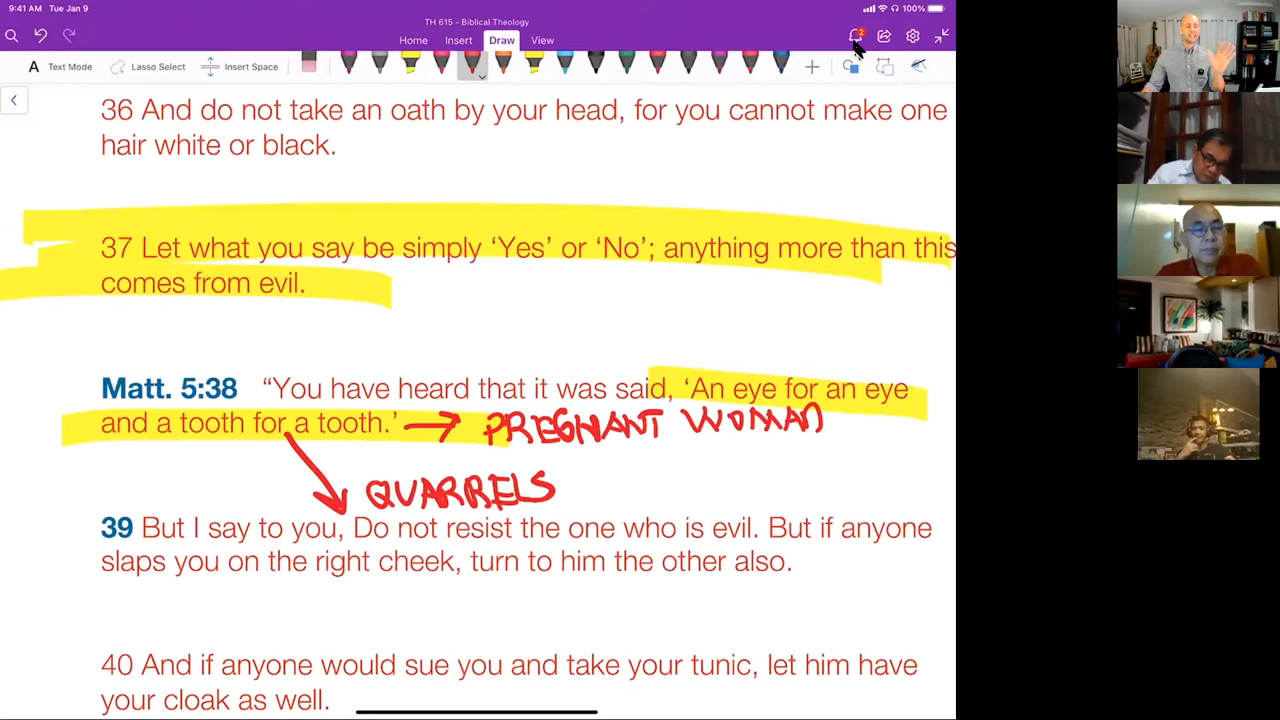 9:41 AM Tue Jan 9
100%
TH 615 - Biblical Theology
Home Insert Draw View
2
A Text Mode Lasso Select Insert Space
36 And do not take an oath by your head, for you cannot make one
hair white or black.
37 Let what you say be simply ‘Yes’ or ‘No’; anything more than this
comes from evil.
Matt. 5:38 “You have heard that it was said, ‘An eye for an eye
and a tooth for a tooth.’ → PREGNANT WOMAN
QUARRELS
39 But I say to you, Do not resist the one who is evil. But if anyone
slaps you on the right cheek, turn to him the other also.
40 And if anyone would sue you and take your tunic, let him have
your cloak as well.